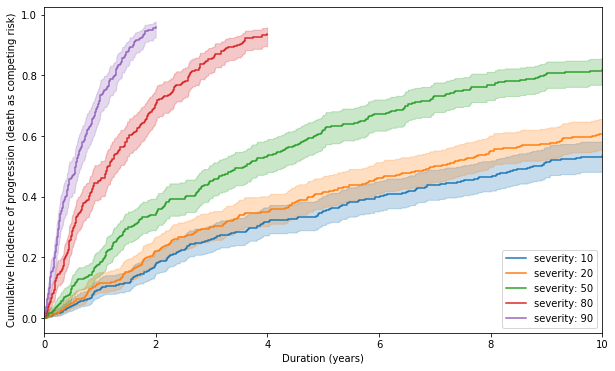 Cumulative Incidence of progression (death as competing risk)
1.0
0.8
0.6
0.4
0.2
0.0
0
2
4
6
8
10
Duration (years)
severity: 10
severity: 20
severity: 50
severity: 80
severity: 90